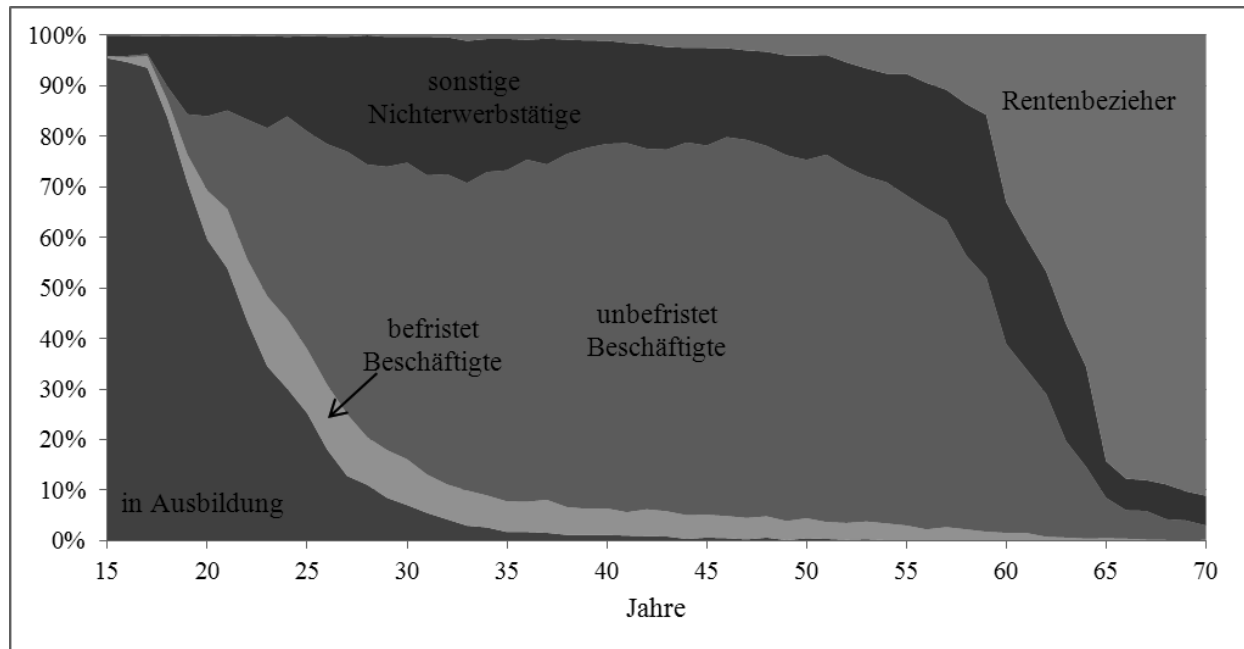 100%
90%
80%
70%
60%
50%
40%
30%
20%
10%
0%
sonstige
Nichterwerbstätige
Rentenbezieher
unbefristet
Beschäftigte
befristet
Beschäftigte
in Ausbildung
15 20 25 30 35 40 45 50 55 60 65 70
Jahre